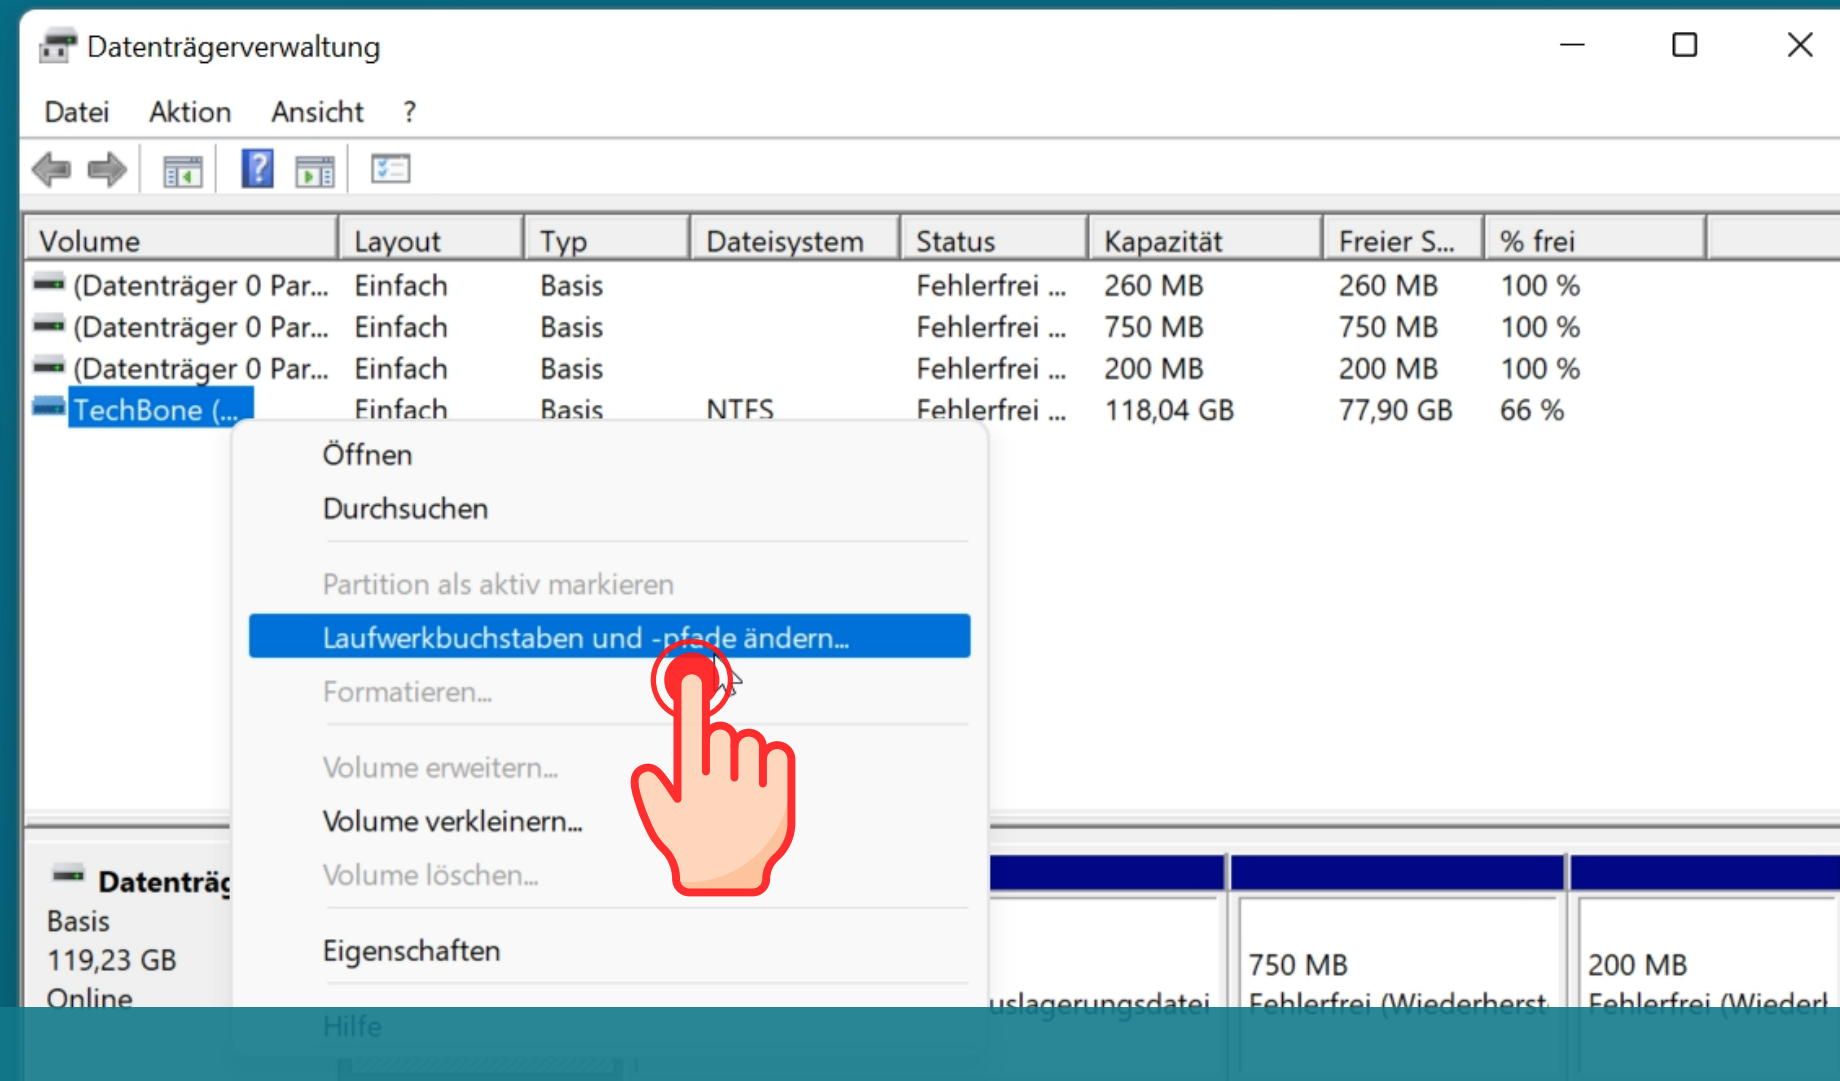 Datenträgerverwaltung
Datei Aktion Ansicht ?
Volume Layout Typ Dateisystem Status Kapazität Freier S... % frei
(Datenträger 0 Par... Einfach Basis Fehlerfrei ... 260 MB 260 MB 100 %
(Datenträger 0 Par... Einfach Basis Fehlerfrei ... 750 MB 750 MB 100 %
(Datenträger 0 Par... Einfach Basis Fehlerfrei ... 200 MB 200 MB 100 %
TechBone (... Einfach Basis NTFS Fehlerfrei ... 118,04 GB 77,90 GB 66 %
Öffnen
Durchsuchen
Partition als aktiv markieren
Laufwerkbuchstaben und -pfade ändern...
Formatieren...
Volume erweitern...
Volume verkleinern...
Volume löschen...
Eigenschaften
Hilfe
Datenträg
Basis
119,23 GB
Online
uslagerungsdatei
750 MB
Fehlerfrei (Wiederherst
200 MB
Fehlerfrei (Wiederh